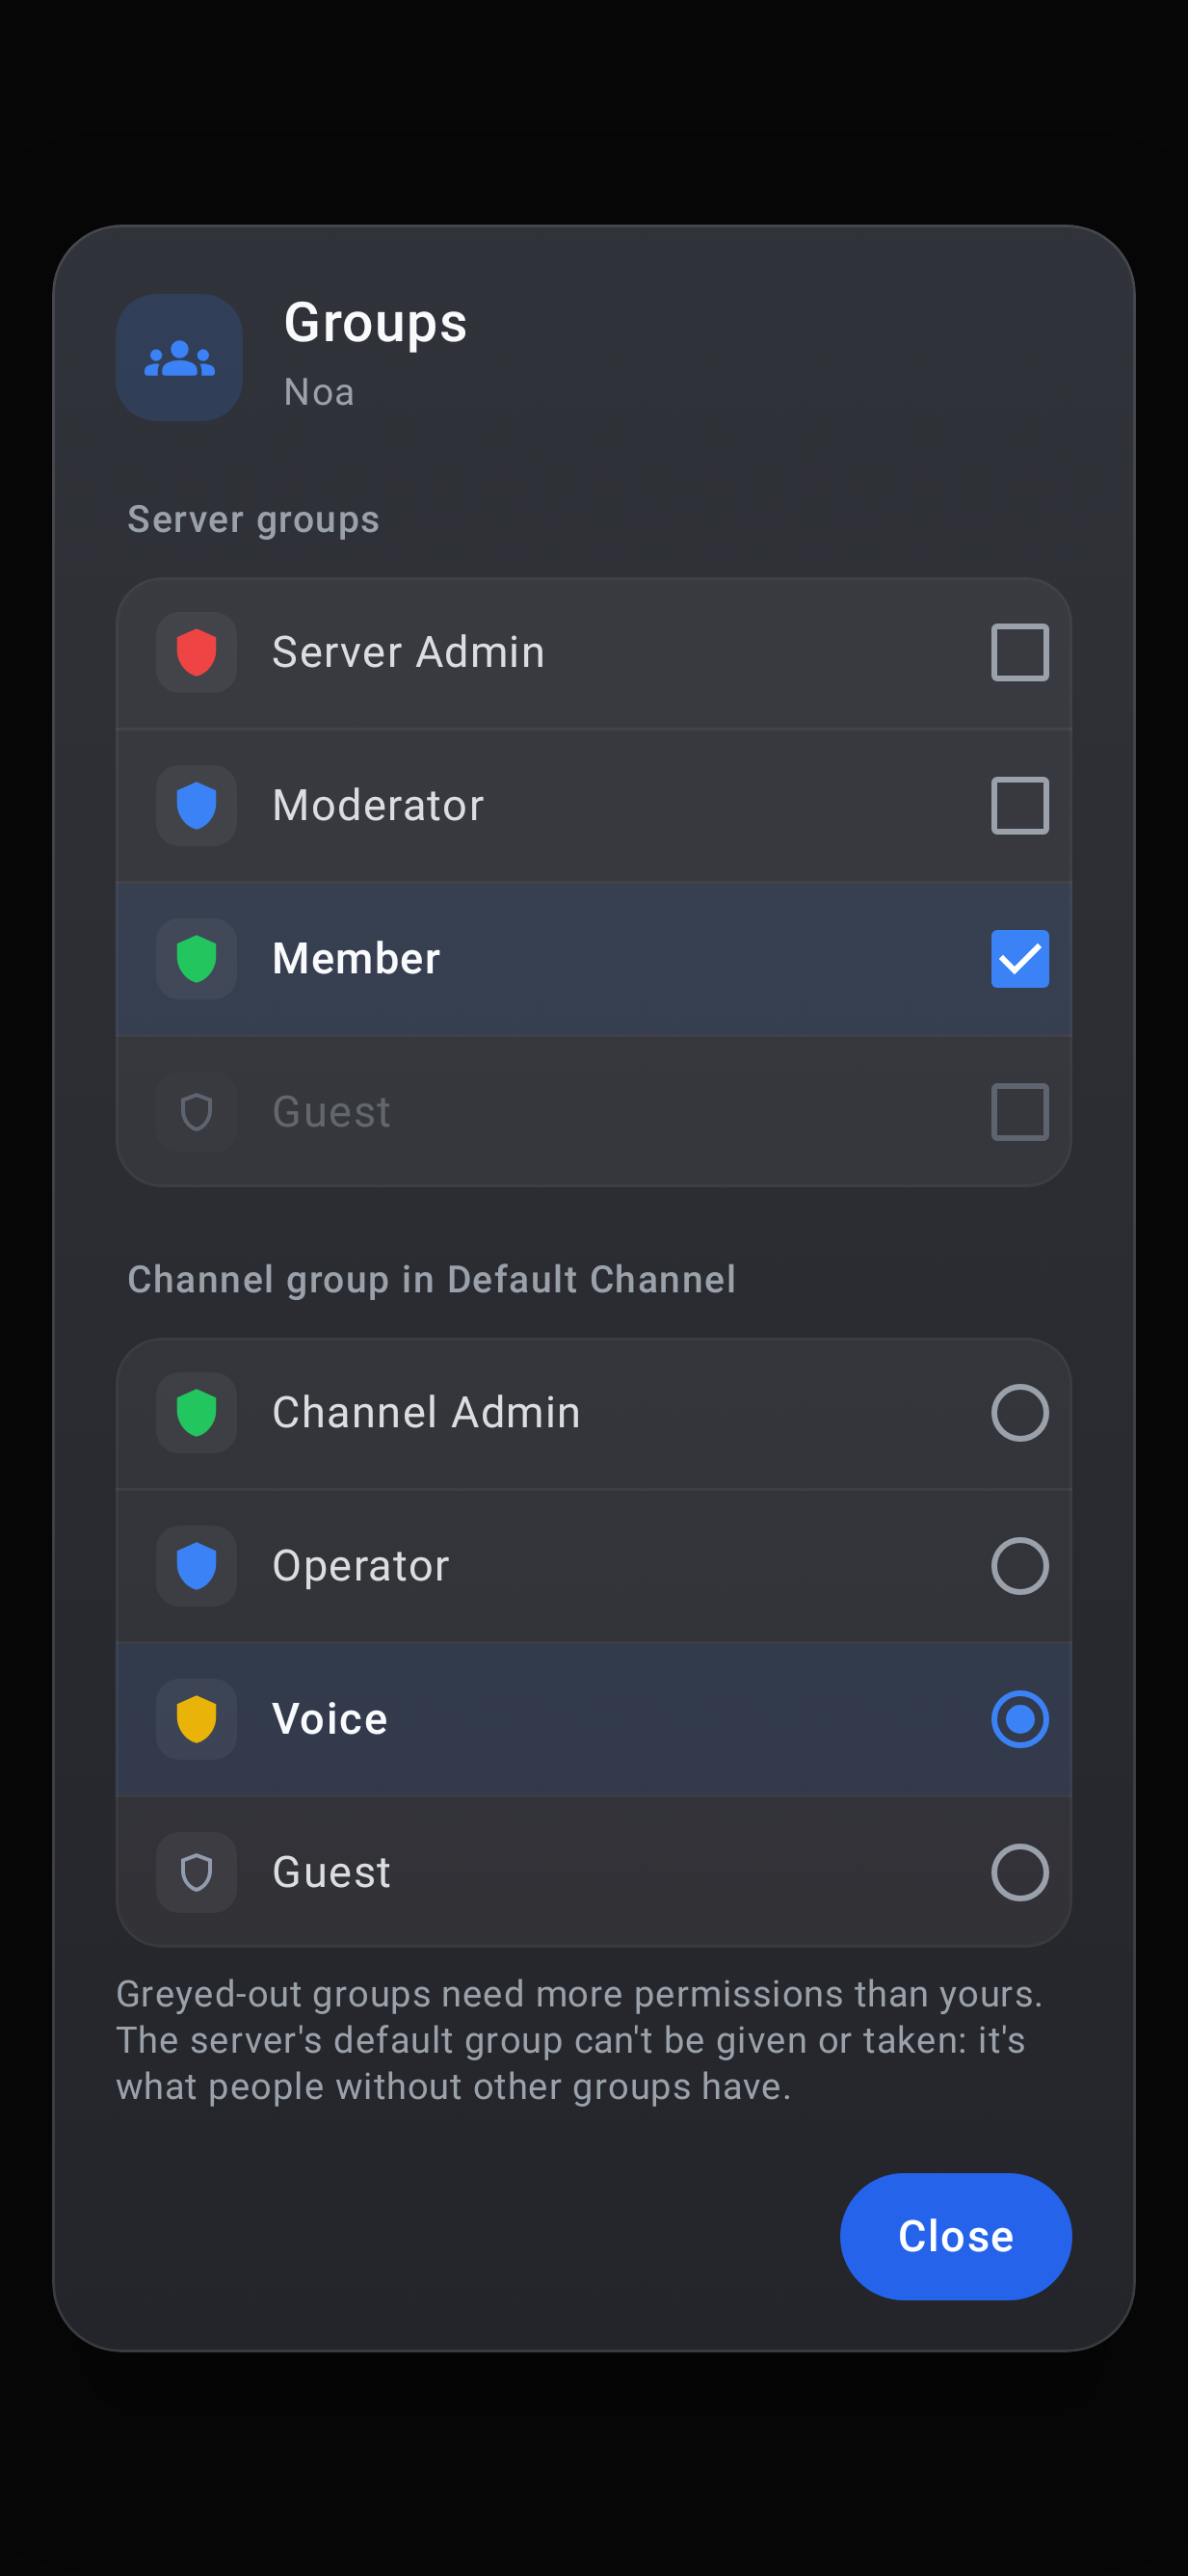 Groups
Noa
Server groups
Server Admin
Moderator
Member
Guest
Channel group in Default Channel
Channel Admin
Operator
Voice
Guest
Greyed-out groups need more permissions than yours.
The server's default group can't be given or taken: it's
what people without other groups have.
Close